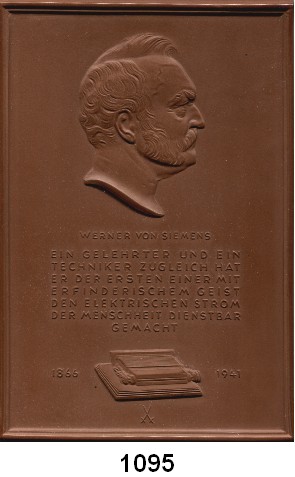 WERNER VON SIEMENS
EIN GELEHRTER UND EIN
TECHNIKER ZUGLEICH HAT
ER DER ERSTEN EINER MIT
ERFINDERISCHEM GEIST
DEN ELEKTRISCHEN STROM
DER MENSCHHEIT DIENSTBAR
GEMACHT
1866 1941
1095